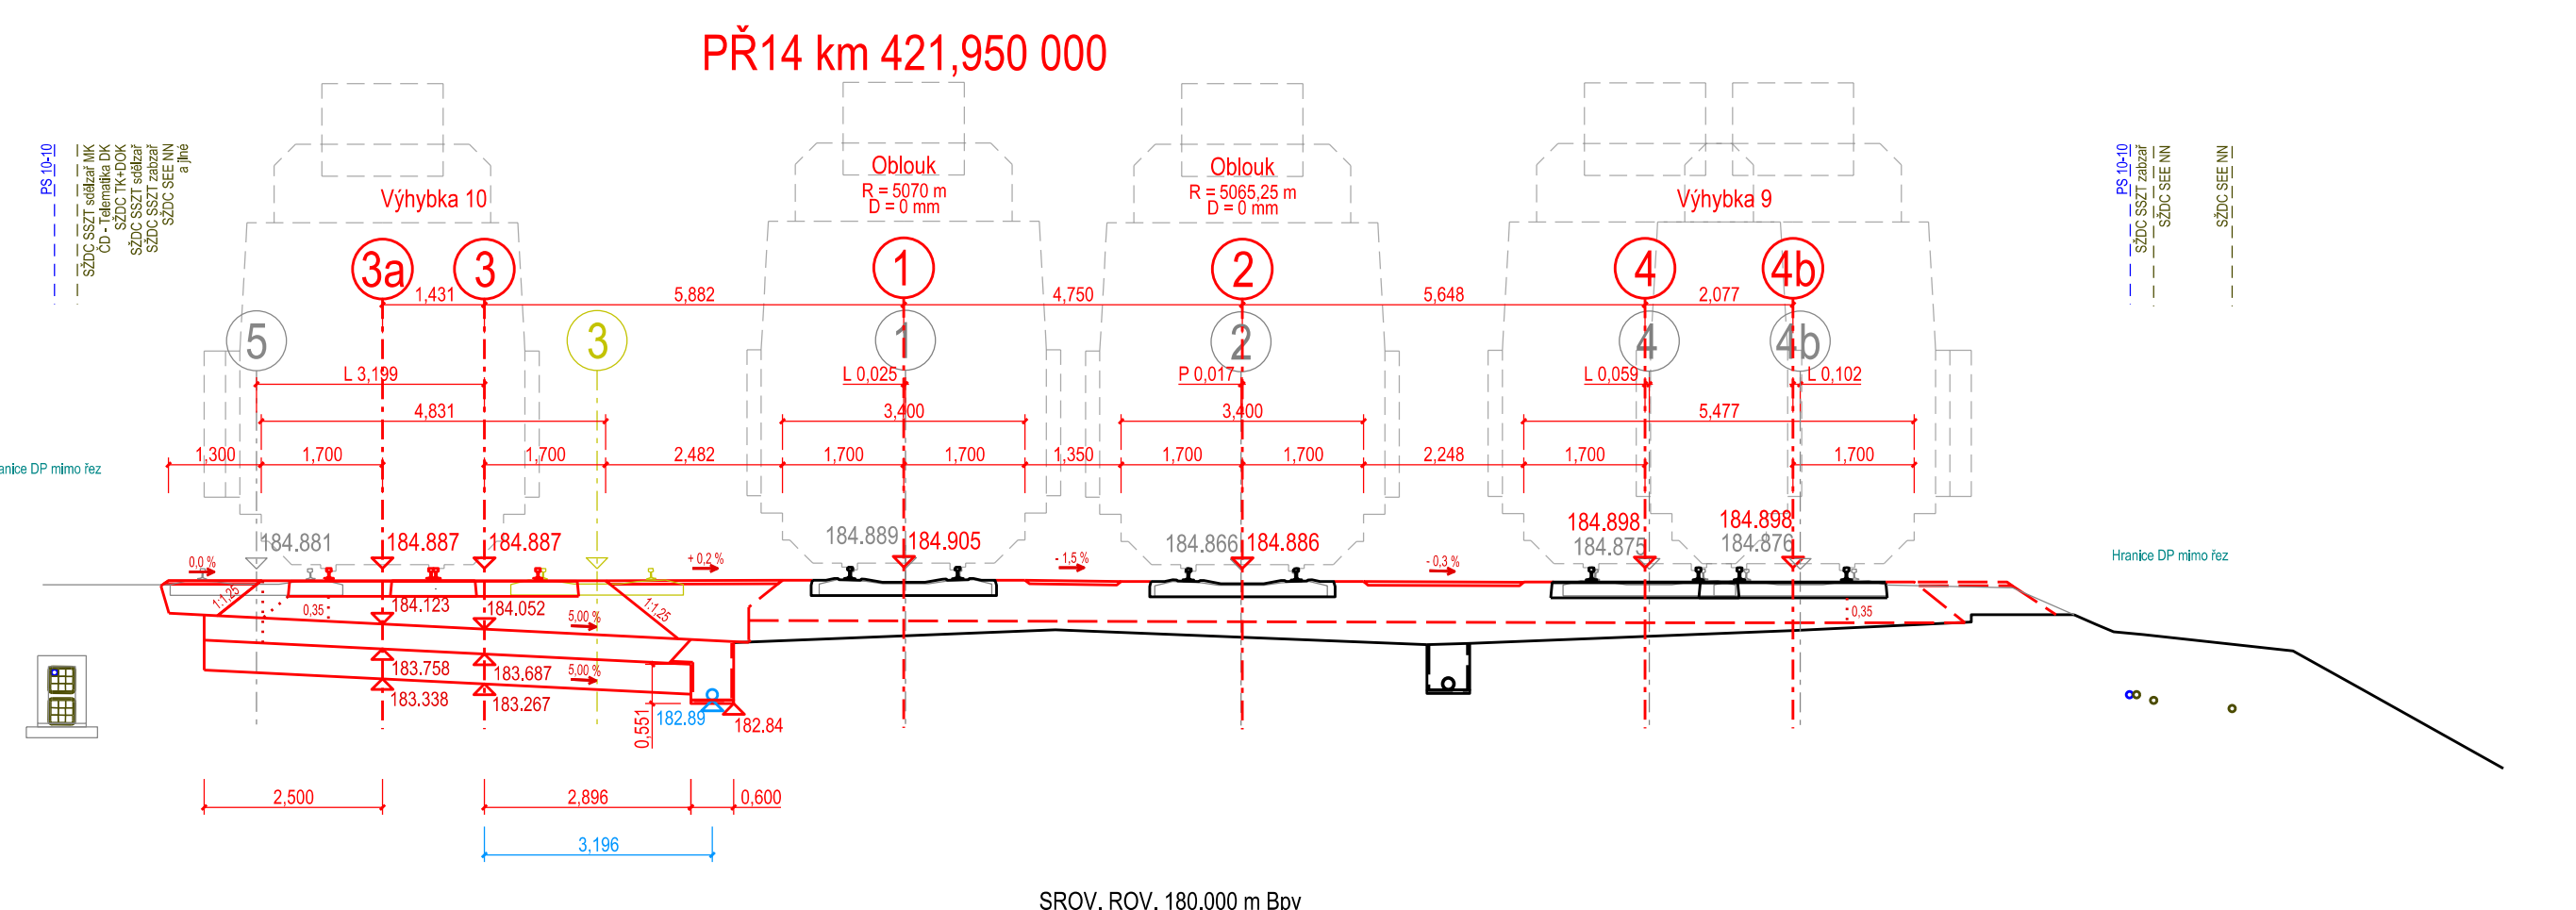 PŘ14 km 421,950 000
PS 10-10
SŽDC SSZT sdělzař MK
ČD - Telematika DK
SŽDC TK+DOK
SŽDC SSZT sdělzař
SŽDC SSZT zabzař
SŽDC SEE NN
a jiné
Výhybka 10
Oblouk
R = 5070 m
D = 0 mm
Oblouk
R = 5065,25 m
D = 0 mm
Výhybka 9
PS 10-10
SŽDC SSZT zabzař
SŽDC SEE NN
SŽDC SEE NN
3a 3 1 2 4 4b
1,431 5,882 4,750 5,648 2,077
5 3 1 2 4 4b
L 3,199 L 0,025 P 0,017 L 0,059 L 0,102
4,831 3,400 3,400 5,477
1,300 1,700 1,700 2,482 1,700 1,700 1,350 1,700 1,700 2,248 1,700 1,700
anice DP mimo řez
184.881 184.887 184.887 184.889 184.905 184.866 184.886 184.898 184.875 184.898 184.876
Hranice DP mimo řez
0,0 % + 0,2 % - 1,5 % - 0,3 %
1:1,25 0,35 184.123 184.052 5,00 % 1:1,25 0,35
183.758 183.687 5,00 %
183.338 183.267
0,551 182.89 182.84
2,500 2,896 0,600
3,196
SROV. ROV. 180.000 m Bpv